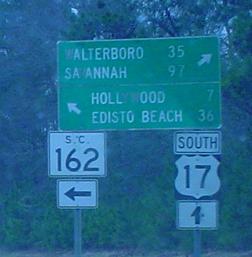 WALTERBORO 35
SAVANNAH 97
HOLLYWOOD 7
EDISTO BEACH 36
S.C.
162
SOUTH
17